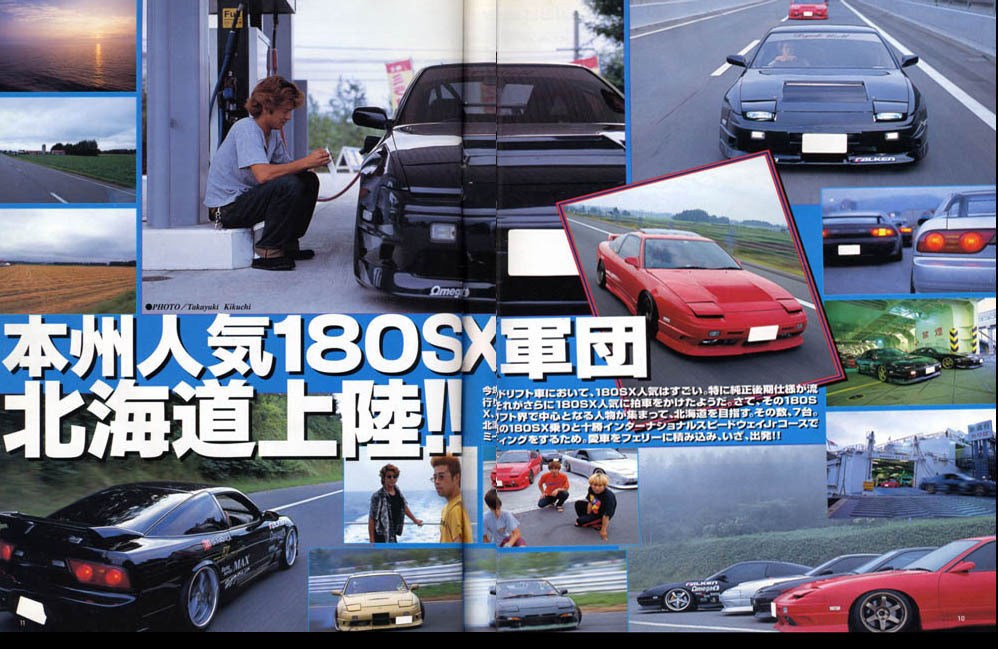 ●PHOTO／Takayuki Kikuchi
本州人気180SX軍団
北海道上陸!!
ドリフト車において、180SX人気はすごい。特に純正後期仕様が流
それがさらに180SX人気に拍車をかけたようだ。さて、その180S
フト界で中心となる人物が集まって、北海道を目指す。その数、7台。
の180SX乗りと十勝インターナショナルスピードウェイJrコースで
ィングをするため。愛車をフェリーに積み込み、いざ、出発!!
Omega
FALKEN
禁煙
MAX
FALKEN
Omega
11
10